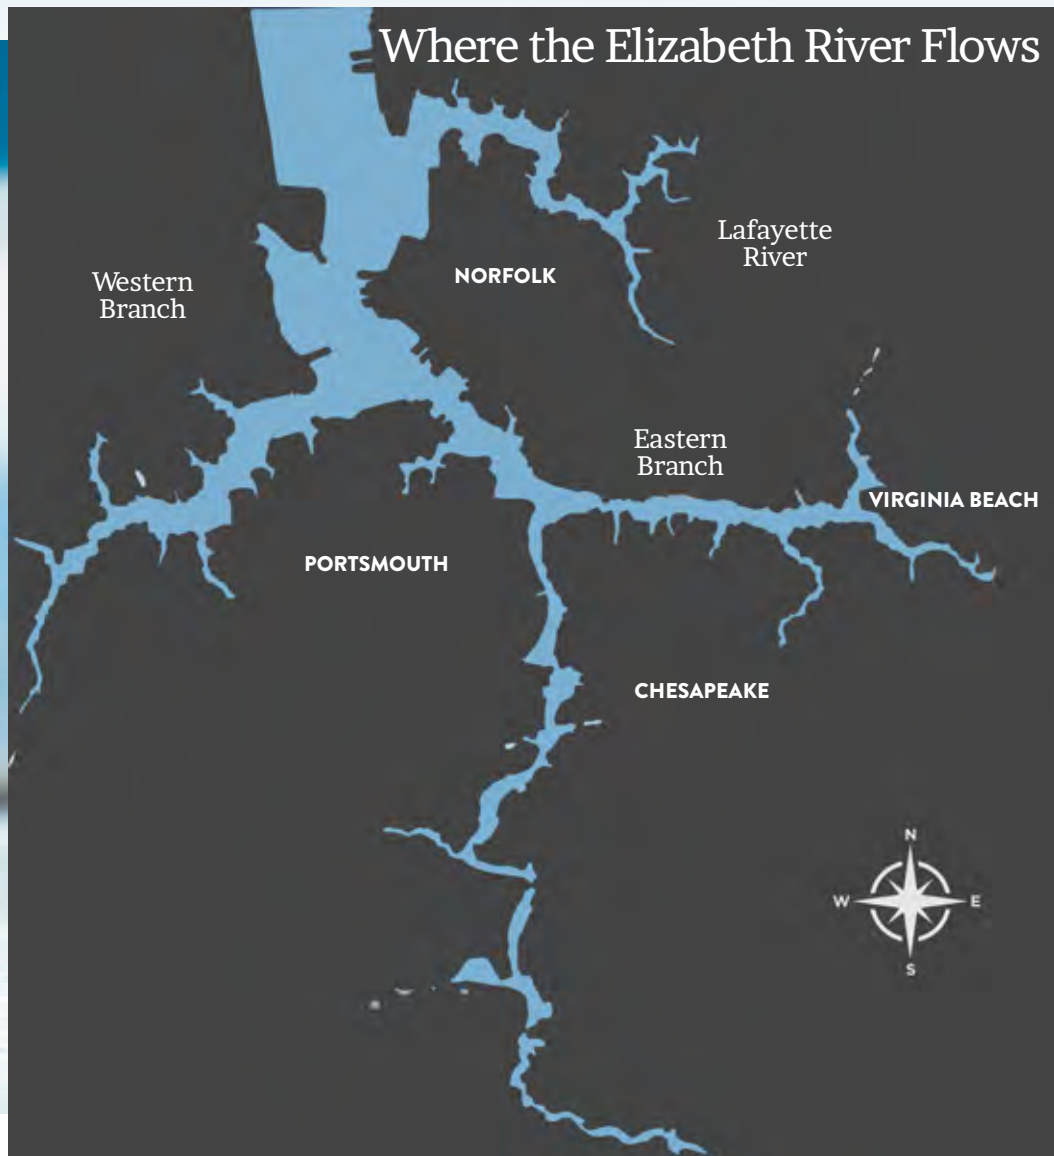 Where the Elizabeth River Flows
Lafayette
River
NORFOLK
Western
Branch
Eastern
Branch
VIRGINIA BEACH
PORTSMOUTH
CHESAPEAKE
N
W
E
S